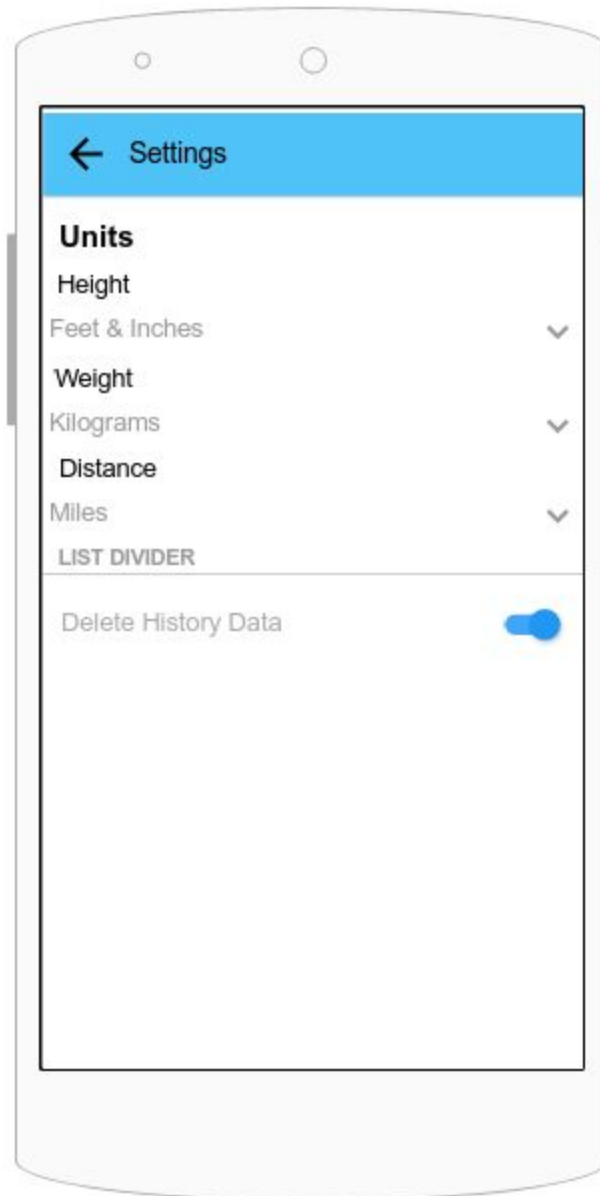 Settings
Units
Height
Feet & Inches
Weight
Kilograms
Distance
Miles
LIST DIVIDER
Delete History Data